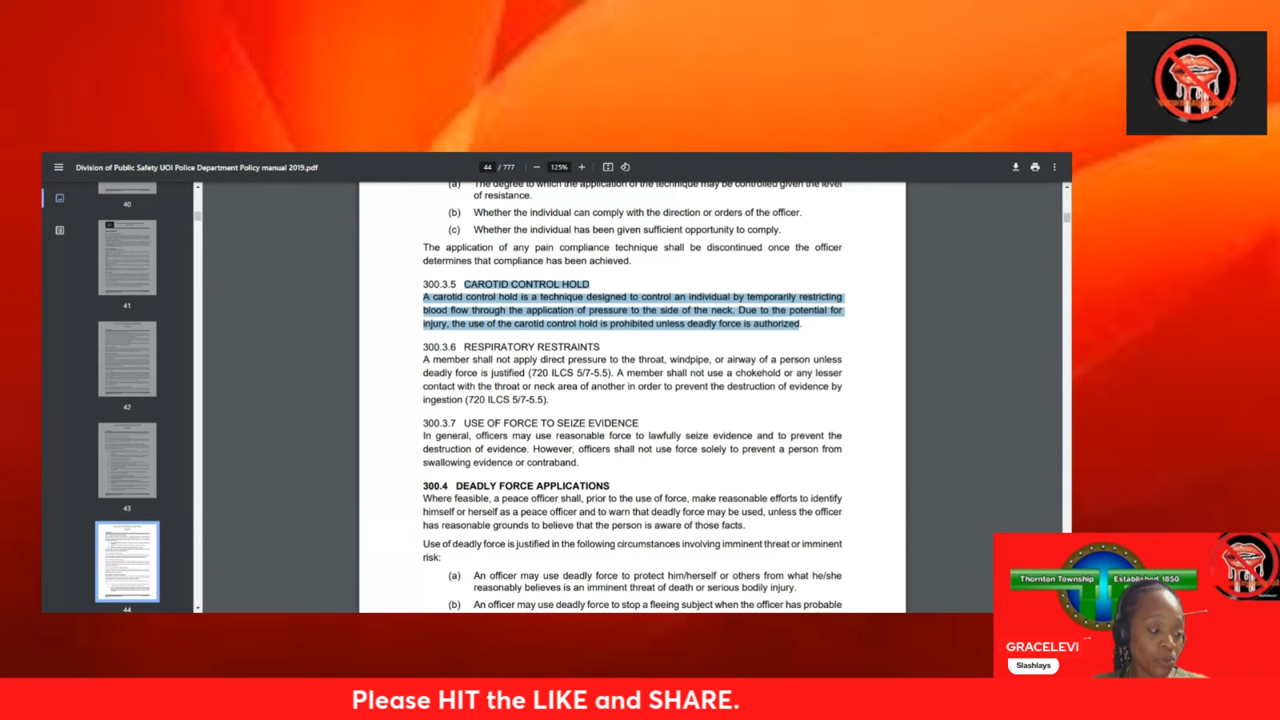 Division of Public Safety UOI Police Department Policy manual 2019.pdf
44 / 777
125%
40
41
42
43
44
(a) The degree to which the application of the technique may be controlled given the level
of resistance.
(b) Whether the individual can comply with the direction or orders of the officer.
(c) Whether the individual has been given sufficient opportunity to comply.
The application of any pain compliance technique shall be discontinued once the officer
determines that compliance has been achieved.
300.3.5 CAROTID CONTROL HOLD
A carotid control hold is a technique designed to control an individual by temporarily restricting
blood flow through the application of pressure to the side of the neck. Due to the potential for
injury, the use of the carotid control hold is prohibited unless deadly force is authorized.
300.3.6 RESPIRATORY RESTRAINTS
A member shall not apply direct pressure to the throat, windpipe, or airway of a person unless
deadly force is justified (720 ILCS 5/7-5.5). A member shall not use a chokehold or any lesser
contact with the throat or neck area of another in order to prevent the destruction of evidence by
ingestion (720 ILCS 5/7-5.5).
300.3.7 USE OF FORCE TO SEIZE EVIDENCE
In general, officers may use reasonable force to lawfully seize evidence and to prevent the
destruction of evidence. However, officers shall not use force solely to prevent a person from
swallowing evidence or contraband.
300.4 DEADLY FORCE APPLICATIONS
Where feasible, a peace officer shall, prior to the use of force, make reasonable efforts to identify
himself or herself as a peace officer and to warn that deadly force may be used, unless the officer
has reasonable grounds to believe that the person is aware of those facts.
Use of deadly force is justified in the following circumstances involving imminent threat or imminent
risk:
(a) An officer may use deadly force to protect him/herself or others from what he/she
reasonably believes is an imminent threat of death or serious bodily injury.
(b) An officer may use deadly force to stop a fleeing subject when the officer has probable
Thornton Township Established 1850
GRACELEVI
Slashlays
Please HIT the LIKE and SHARE.